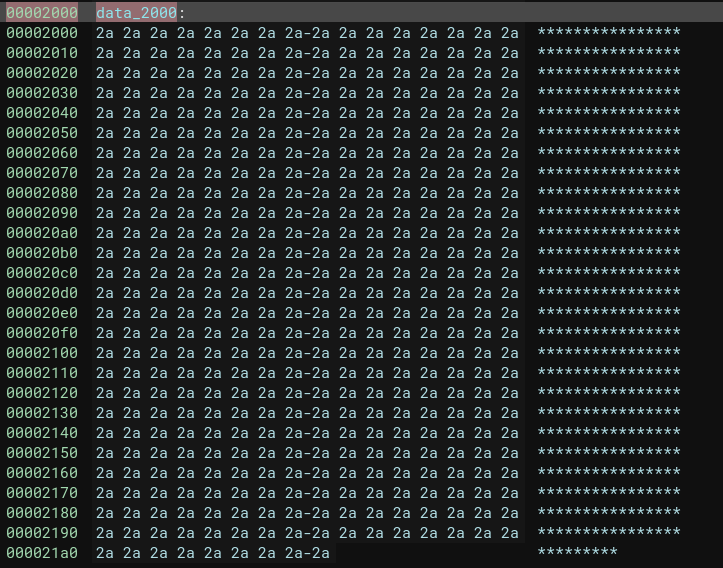 00002000 data_2000:
00002000 2a 2a 2a 2a 2a 2a 2a 2a-2a 2a 2a 2a 2a 2a 2a 2a ****************
00002010 2a 2a 2a 2a 2a 2a 2a 2a-2a 2a 2a 2a 2a 2a 2a 2a ****************
00002020 2a 2a 2a 2a 2a 2a 2a 2a-2a 2a 2a 2a 2a 2a 2a 2a ****************
00002030 2a 2a 2a 2a 2a 2a 2a 2a-2a 2a 2a 2a 2a 2a 2a 2a ****************
00002040 2a 2a 2a 2a 2a 2a 2a 2a-2a 2a 2a 2a 2a 2a 2a 2a ****************
00002050 2a 2a 2a 2a 2a 2a 2a 2a-2a 2a 2a 2a 2a 2a 2a 2a ****************
00002060 2a 2a 2a 2a 2a 2a 2a 2a-2a 2a 2a 2a 2a 2a 2a 2a ****************
00002070 2a 2a 2a 2a 2a 2a 2a 2a-2a 2a 2a 2a 2a 2a 2a 2a ****************
00002080 2a 2a 2a 2a 2a 2a 2a 2a-2a 2a 2a 2a 2a 2a 2a 2a ****************
00002090 2a 2a 2a 2a 2a 2a 2a 2a-2a 2a 2a 2a 2a 2a 2a 2a ****************
000020a0 2a 2a 2a 2a 2a 2a 2a 2a-2a 2a 2a 2a 2a 2a 2a 2a ****************
000020b0 2a 2a 2a 2a 2a 2a 2a 2a-2a 2a 2a 2a 2a 2a 2a 2a ****************
000020c0 2a 2a 2a 2a 2a 2a 2a 2a-2a 2a 2a 2a 2a 2a 2a 2a ****************
000020d0 2a 2a 2a 2a 2a 2a 2a 2a-2a 2a 2a 2a 2a 2a 2a 2a ****************
000020e0 2a 2a 2a 2a 2a 2a 2a 2a-2a 2a 2a 2a 2a 2a 2a 2a ****************
000020f0 2a 2a 2a 2a 2a 2a 2a 2a-2a 2a 2a 2a 2a 2a 2a 2a ****************
00002100 2a 2a 2a 2a 2a 2a 2a 2a-2a 2a 2a 2a 2a 2a 2a 2a ****************
00002110 2a 2a 2a 2a 2a 2a 2a 2a-2a 2a 2a 2a 2a 2a 2a 2a ****************
00002120 2a 2a 2a 2a 2a 2a 2a 2a-2a 2a 2a 2a 2a 2a 2a 2a ****************
00002130 2a 2a 2a 2a 2a 2a 2a 2a-2a 2a 2a 2a 2a 2a 2a 2a ****************
00002140 2a 2a 2a 2a 2a 2a 2a 2a-2a 2a 2a 2a 2a 2a 2a 2a ****************
00002150 2a 2a 2a 2a 2a 2a 2a 2a-2a 2a 2a 2a 2a 2a 2a 2a ****************
00002160 2a 2a 2a 2a 2a 2a 2a 2a-2a 2a 2a 2a 2a 2a 2a 2a ****************
00002170 2a 2a 2a 2a 2a 2a 2a 2a-2a 2a 2a 2a 2a 2a 2a 2a ****************
00002180 2a 2a 2a 2a 2a 2a 2a 2a-2a 2a 2a 2a 2a 2a 2a 2a ****************
00002190 2a 2a 2a 2a 2a 2a 2a 2a-2a 2a 2a 2a 2a 2a 2a 2a ****************
000021a0 2a 2a 2a 2a 2a 2a 2a 2a-2a *********